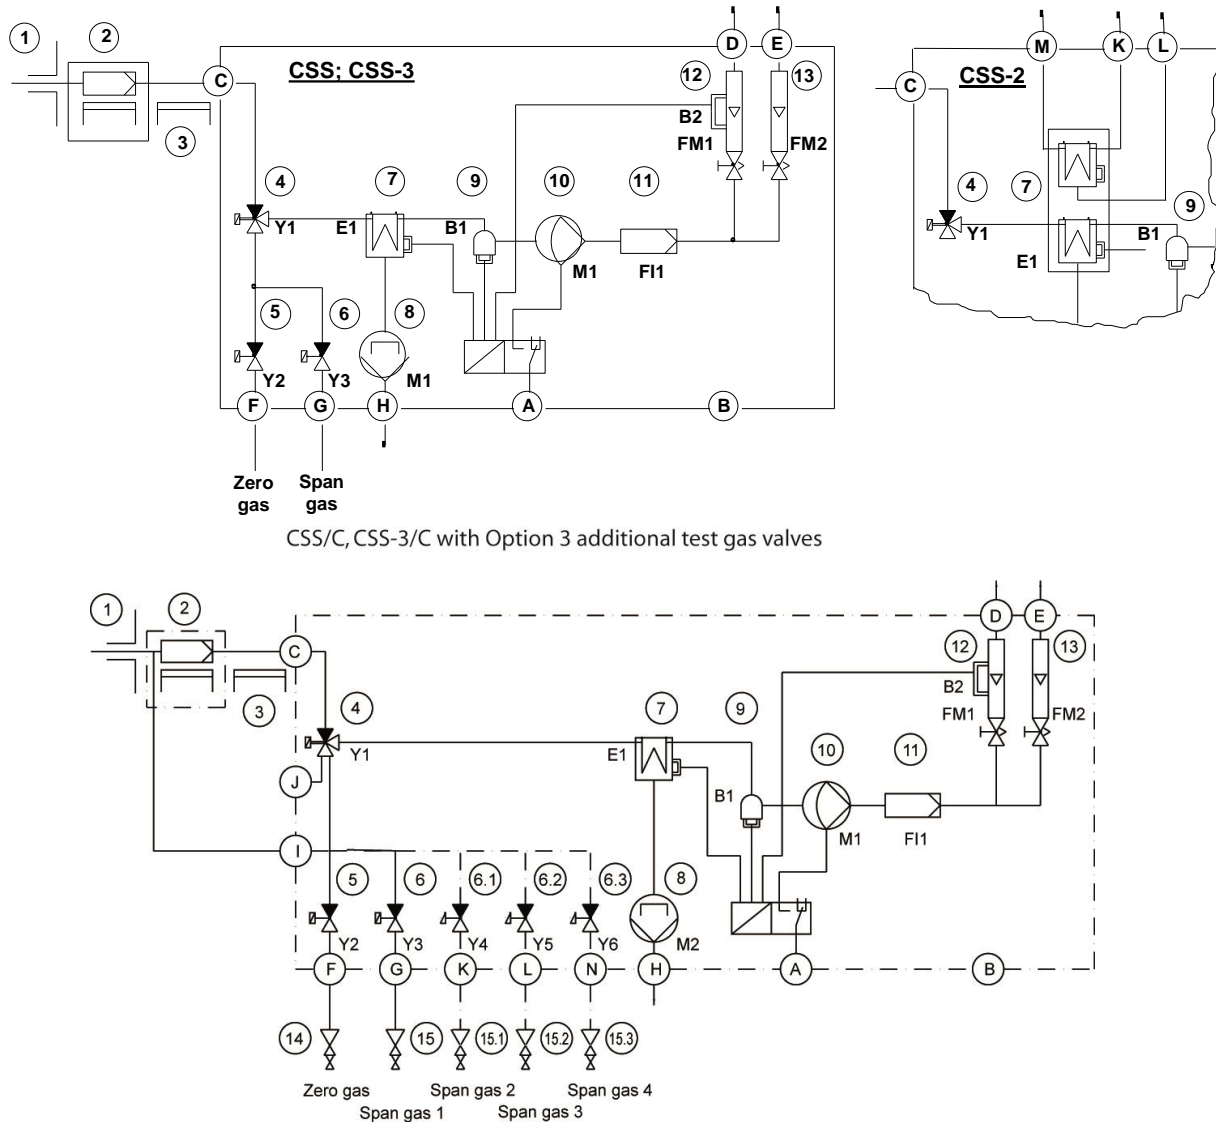 D E M K L
1 2
CSS; CSS-3
CSS-2
12 13
C C
B2
FM1 FM2
3
4 7 9 10 11
4 7 9
Y1 E1 B1 M1 FI1
Y1 B1
E1
5 6 8
Y2 Y3 M1
F G H A B
Zero gas
Span gas
CSS/C, CSS-3/C with Option 3 additional test gas valves
1 2
D E
C
12 13
B2
FM1 FM2
3 4 7 9
Y1 E1
10 11
J
B1
M1 FI1
I
5 6 6.1 6.2 6.3 8
Y2 Y3 Y4 Y5 Y6 M2
F G K L N H A B
14 15 15.1 15.2 15.3
Zero gas Span gas 2 Span gas 4
Span gas 1 Span gas 3